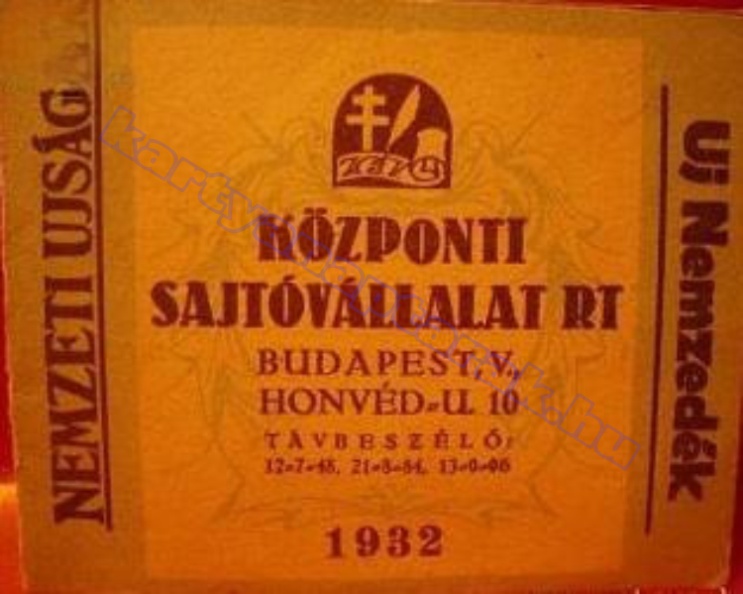 NEMZETI UJSÁG
KÖZPONTI
SAJTÓVÁLLALAT RT
BUDAPEST, V.,
HONVÉD-U. 10
TÁVBESZÉLŐ:
1932
Uj Nemzedék